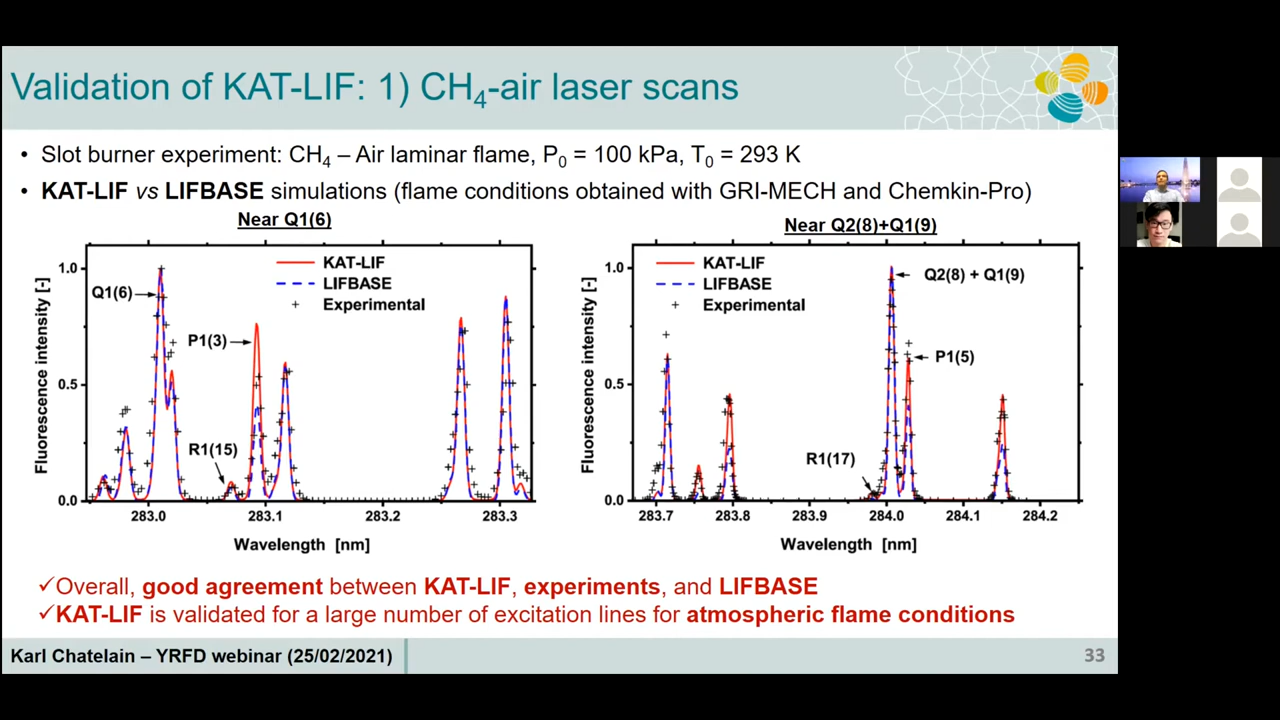 Validation of KAT-LIF: 1) CH4-air laser scans
• Slot burner experiment: CH4 – Air laminar flame, P0 = 100 kPa, T0 = 293 K
• KAT-LIF vs LIFBASE simulations (flame conditions obtained with GRI-MECH and Chemkin-Pro)
Near Q1(6)
Fluorescence intensity [-]
1.0
0.5
0.0
KAT-LIF
LIFBASE
Experimental
Q1(6)
P1(3)
R1(15)
283.0
283.1
283.2
283.3
Wavelength [nm]
Near Q2(8)+Q1(9)
Fluorescence intensity [-]
1.0
0.5
0.0
KAT-LIF
LIFBASE
Experimental
Q2(8) + Q1(9)
P1(5)
R1(17)
283.7
283.8
283.9
284.0
284.1
284.2
Wavelength [nm]
✓Overall, good agreement between KAT-LIF, experiments, and LIFBASE
✓KAT-LIF is validated for a large number of excitation lines for atmospheric flame conditions
Karl Chatelain – YRFD webinar (25/02/2021)
33